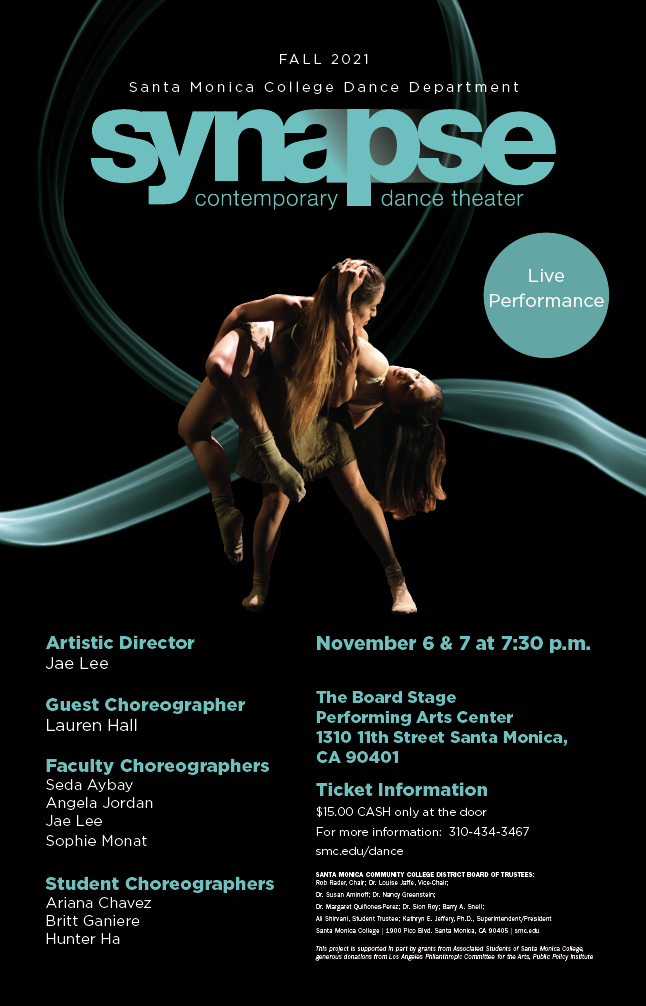 FALL 2021
Santa Monica College Dance Department
synapse
contemporary dance theater
Live
Performance
Artistic Director
Jae Lee
Guest Choreographer
Lauren Hall
Faculty Choreographers
Seda Aybay
Angela Jordan
Jae Lee
Sophie Monat
Student Choreographers
Ariana Chavez
Britt Ganiere
Hunter Ha
November 6 & 7 at 7:30 p.m.
The Board Stage
Performing Arts Center
1310 11th Street Santa Monica,
CA 90401
Ticket Information
$15.00 CASH only at the door
For more information: 310-434-3467
smc.edu/dance
SANTA MONICA COMMUNITY COLLEGE DISTRICT BOARD OF TRUSTEES:
Rob Rader, Chair; Dr. Louise Jaffe, Vice-Chair;
Dr. Susan Aminoff; Dr. Nancy Greenstein;
Dr. Margaret Quiñones-Perez; Dr. Sion Roy; Barry A. Snell;
Ali Shirvani, Student Trustee; Kathryn E. Jeffery, Ph.D., Superintendent/President
Santa Monica College | 1900 Pico Blvd. Santa Monica, CA 90405 | smc.edu
This project is supported in part by grants from Associated Students of Santa Monica College,
generous donations from Los Angeles Philanthropic Committee for the Arts, Public Policy Institute